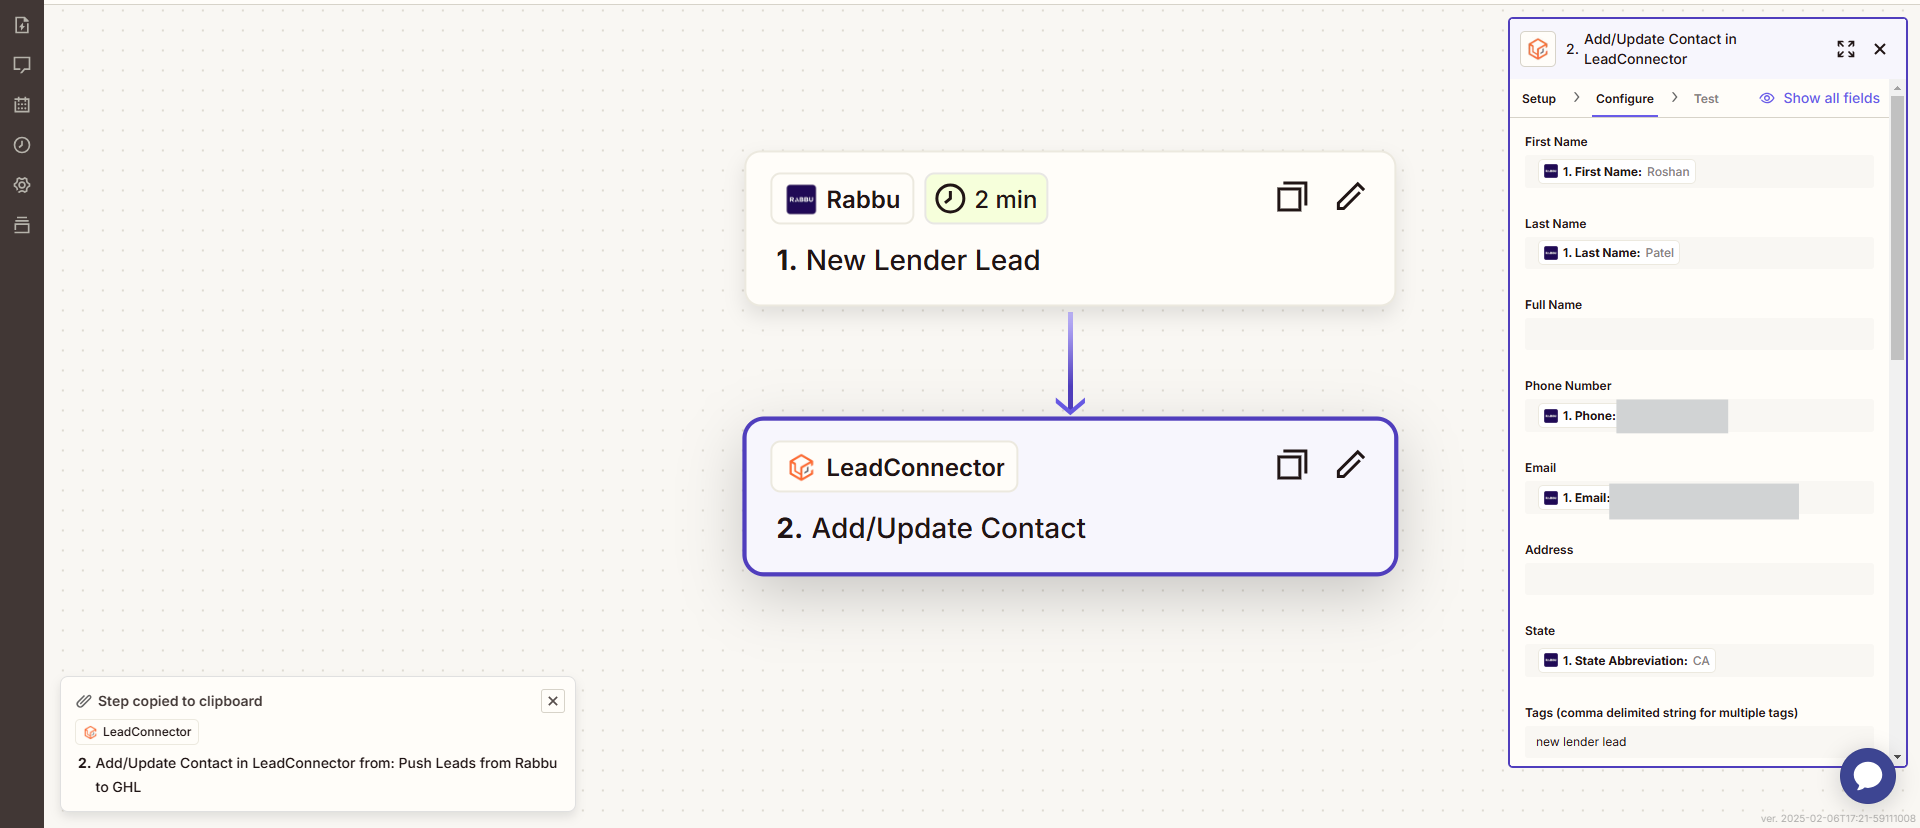 RABBU
Rabbu
2 min
1. New Lender Lead
LeadConnector
2. Add/Update Contact
Step copied to clipboard
LeadConnector
2. Add/Update Contact in LeadConnector from: Push Leads from Rabbu
to GHL
2. Add/Update Contact in
LeadConnector
Setup
Configure
Test
Show all fields
First Name
1. First Name: Roshan
Last Name
1. Last Name: Patel
Full Name
Phone Number
1. Phone:
Email
1. Email:
Address
State
1. State Abbreviation: CA
Tags (comma delimited string for multiple tags)
new lender lead
ver. 2025-02-06T17:21-59111008